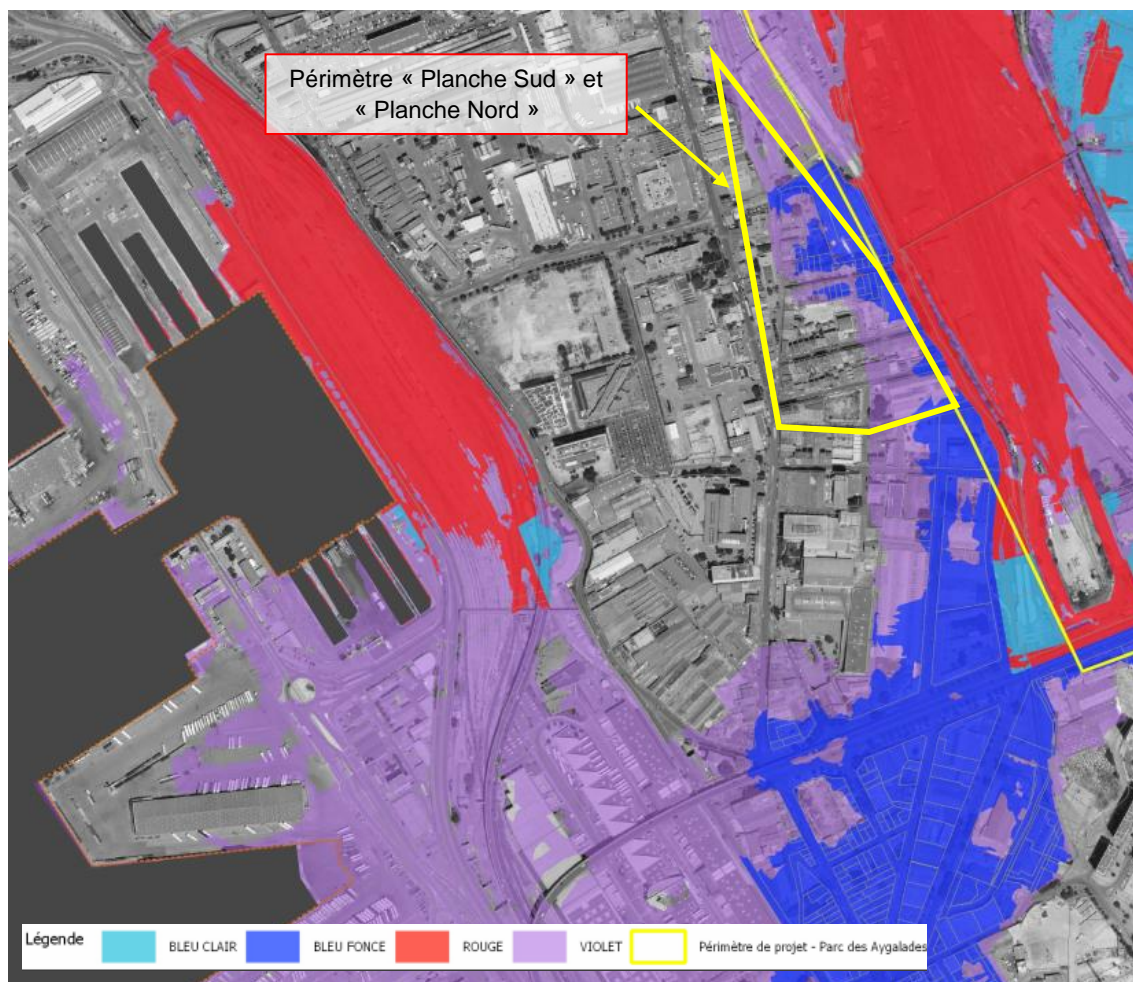 Périmètre « Planche Sud » et
« Planche Nord »
Légende
BLEU CLAIR
BLEU FONCE
ROUGE
VIOLET
Périmètre de projet - Parc des Aygalades